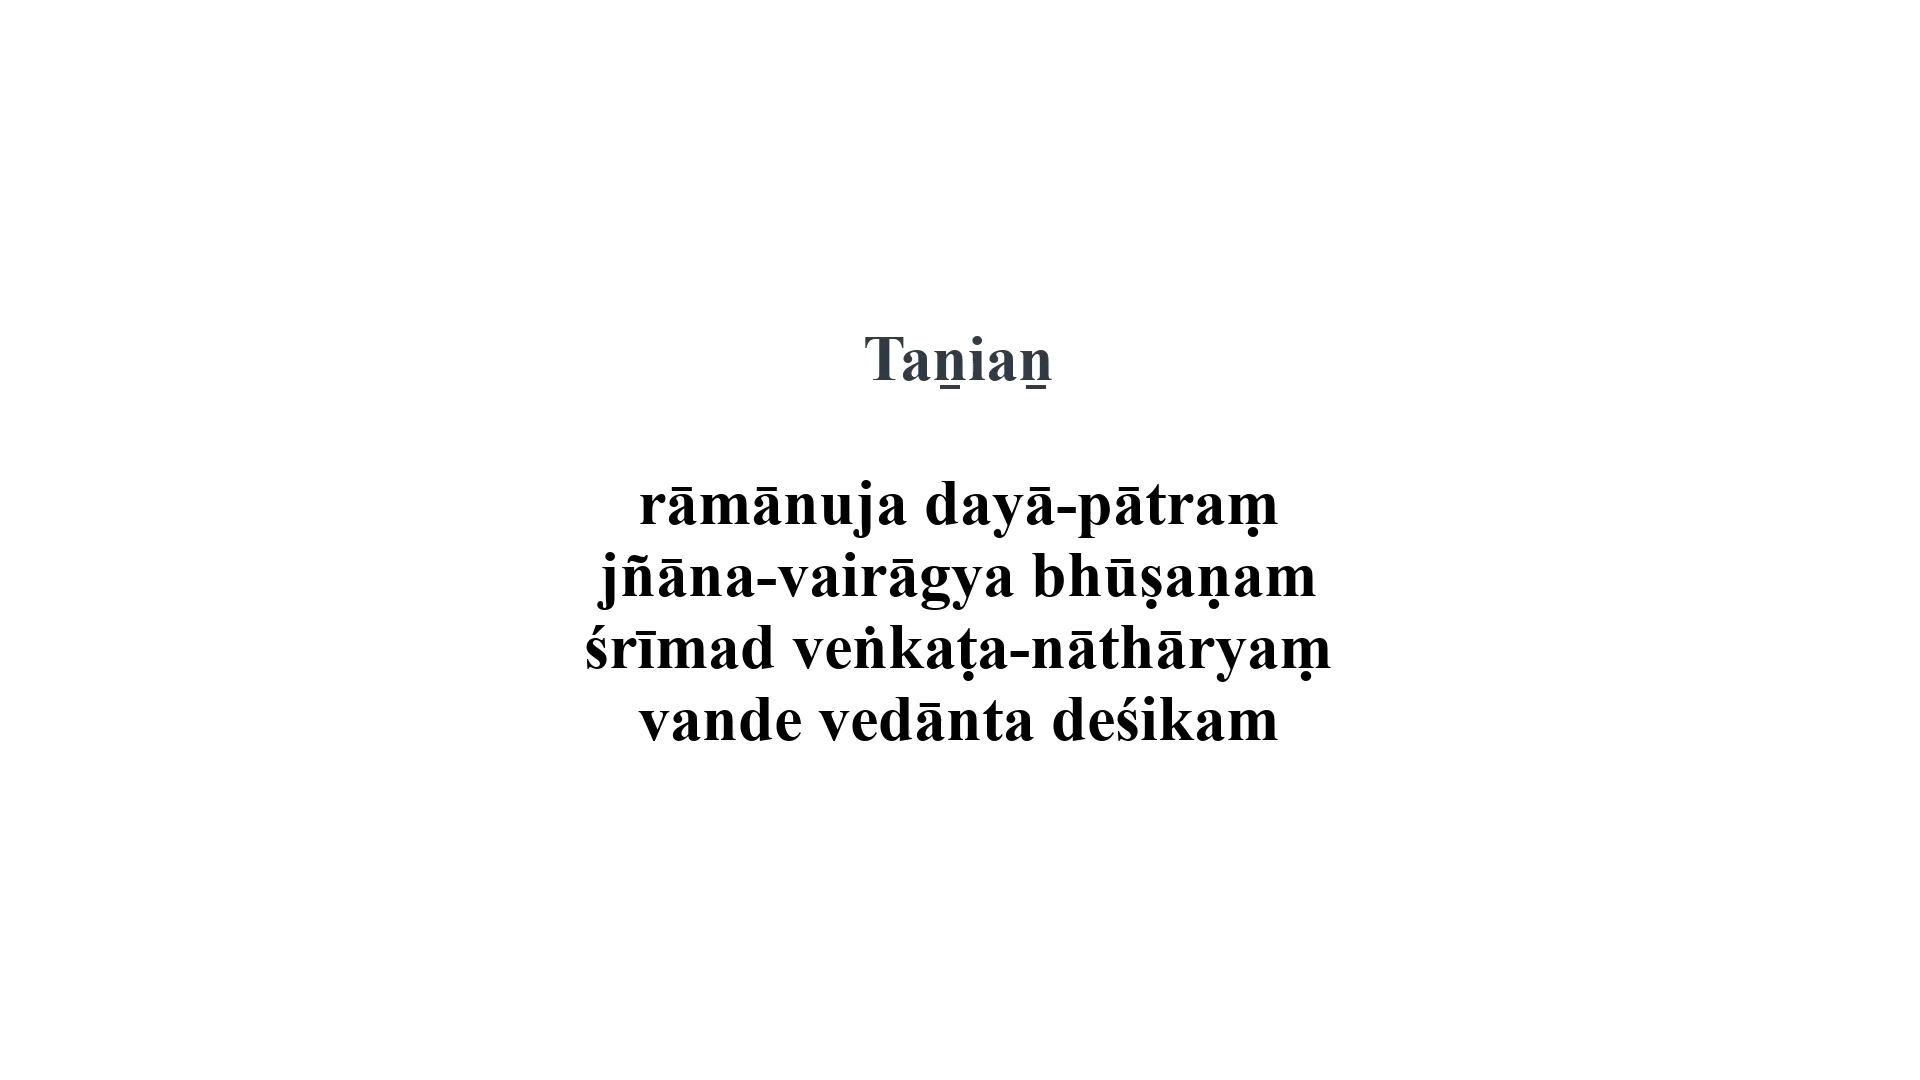 Taṉiaṉ
rāmānuja dayā-pātraṃ
jñāna-vairāgya bhūṣaṇam
śrīmad veṅkaṭa-nāthāryaṃ
vande vedānta deśikam